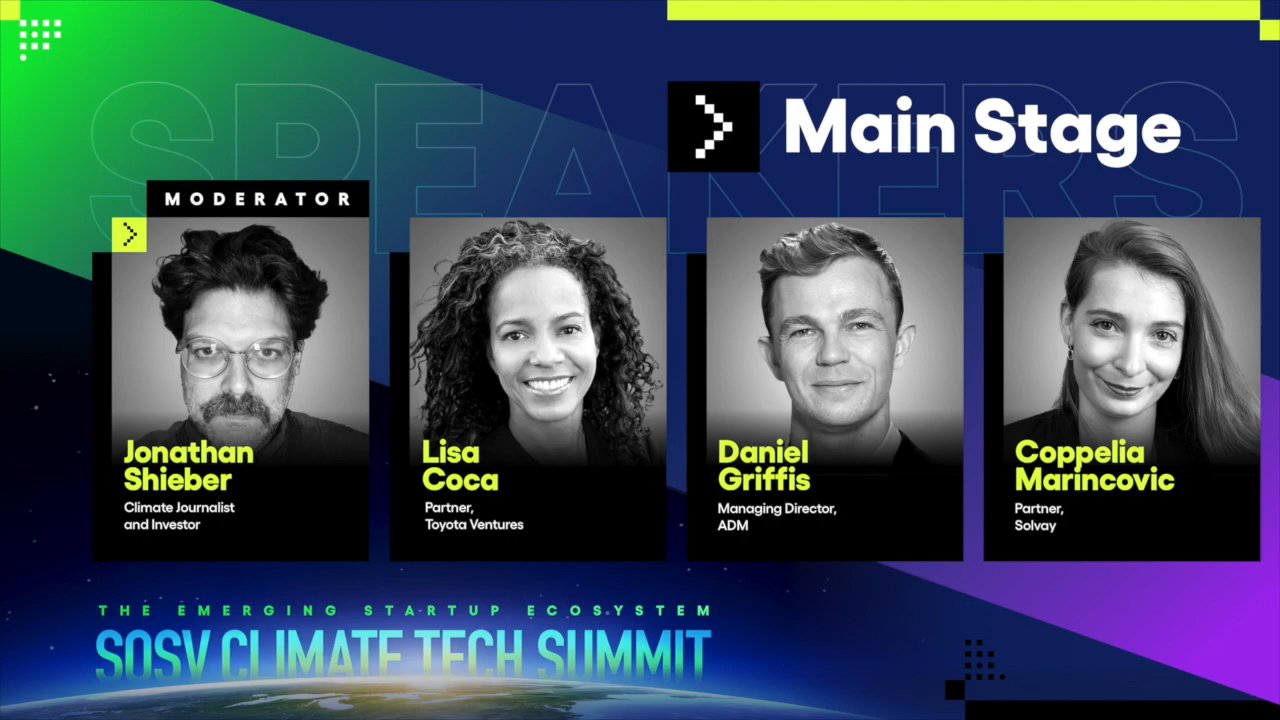 SPEAKERS
Main Stage
MODERATOR
Jonathan
Shieber
Climate Journalist
and Investor
Lisa
Coca
Partner,
Toyota Ventures
Daniel
Griffis
Managing Director,
ADM
Coppelia
Marincovic
Partner,
Solvay
THE EMERGING STARTUP ECOSYSTEM
SOSV CLIMATE TECH SUMMIT